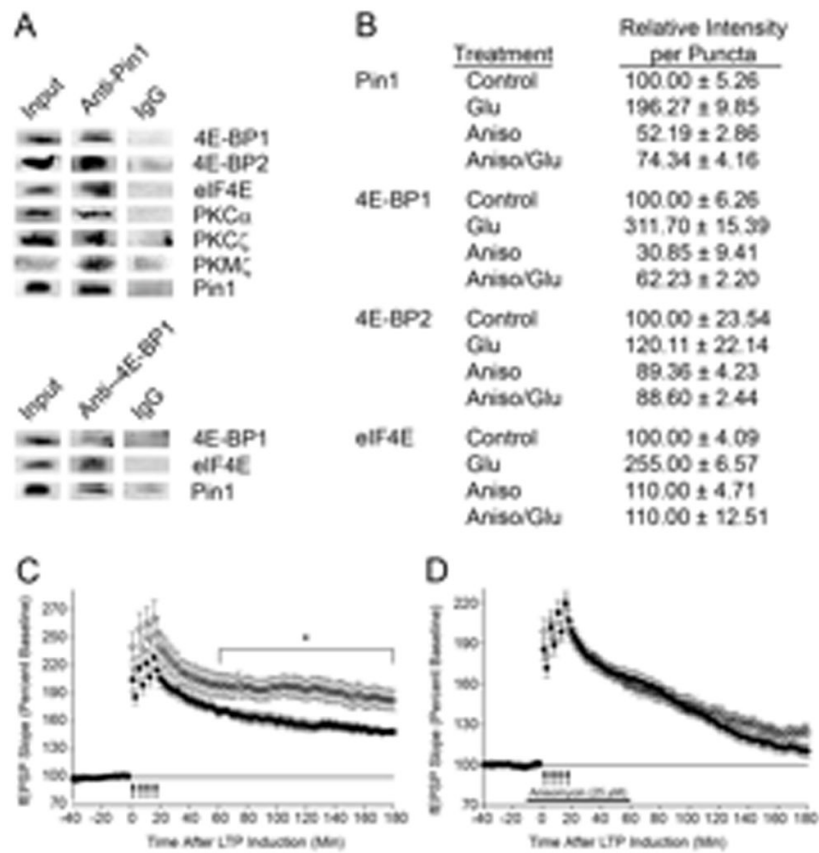 A
Input Anti-Pin1 IgG
4E-BP1
4E-BP2
eIF4E
PKCα
PKCζ
PKMζ
Pin1
Input Anti--4E-BP1 IgG
4E-BP1
eIF4E
Pin1
B
Treatment Relative Intensity per Puncta
Pin1 Control 100.00 ± 5.26
Glu 196.27 ± 9.85
Aniso 52.19 ± 2.86
Aniso/Glu 74.34 ± 4.16
4E-BP1 Control 100.00 ± 6.26
Glu 311.70 ± 15.39
Aniso 30.85 ± 9.41
Aniso/Glu 62.23 ± 2.20
4E-BP2 Control 100.00 ± 23.54
Glu 120.11 ± 22.14
Aniso 89.36 ± 4.23
Aniso/Glu 88.60 ± 2.44
eIF4E Control 100.00 ± 4.09
Glu 255.00 ± 6.57
Aniso 110.00 ± 4.71
Aniso/Glu 110.00 ± 12.51
C
fEPSP Slope (Percent Baseline)
270
230
190
150
100
70
*
-40 -20 0 20 40 60 80 100 120 140 160 180
Time After LTP Induction (Min)
D
fEPSP Slope (Percent Baseline)
220
190
160
130
100
70
Anisomycin (25 μM)
-40 -20 0 20 40 60 80 100 120 140 160 180
Time After LTP Induction (Min)